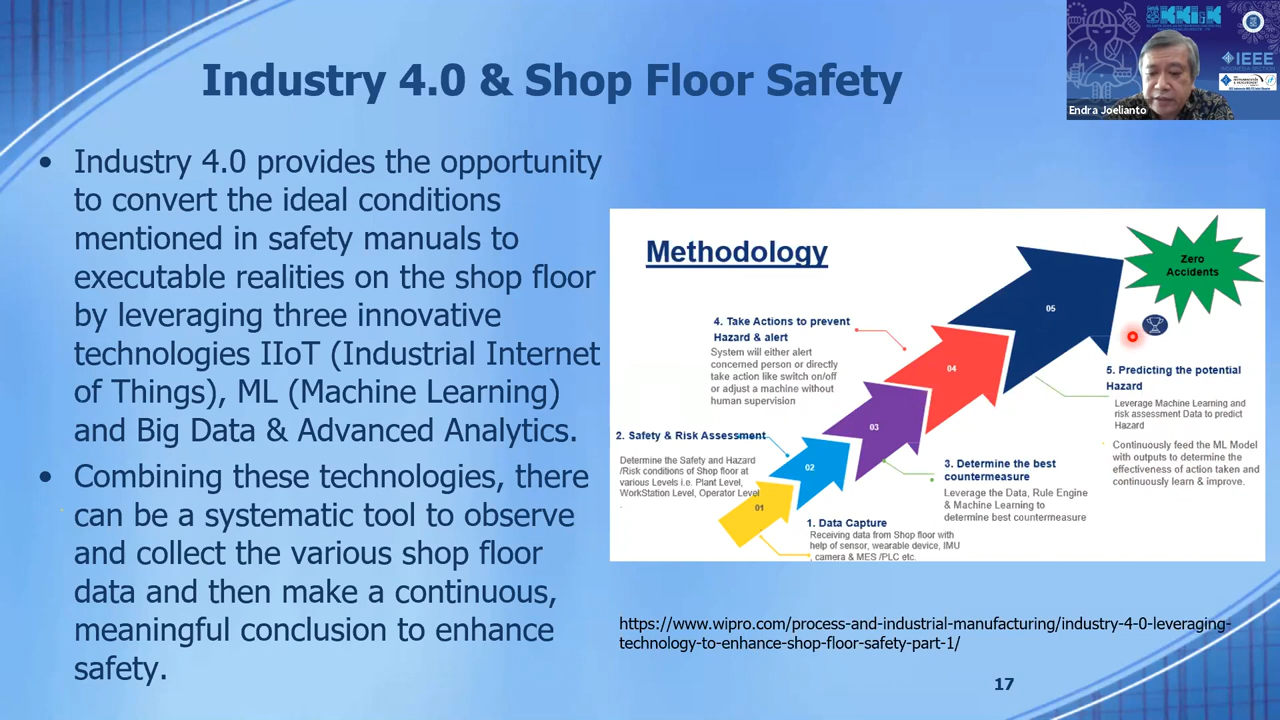 Industry 4.0 & Shop Floor Safety
• Industry 4.0 provides the opportunity
to convert the ideal conditions
mentioned in safety manuals to
executable realities on the shop floor
by leveraging three innovative
technologies IIoT (Industrial Internet
of Things), ML (Machine Learning)
and Big Data & Advanced Analytics.
• Combining these technologies, there
can be a systematic tool to observe
and collect the various shop floor
data and then make a continuous,
meaningful conclusion to enhance
safety.
Methodology
Zero
Accidents
05
04
03
02
01
4. Take Actions to prevent
Hazard & alert
System will either alert
concerned person or directly
take action like switch on/off
or adjust a machine without
human supervision
5. Predicting the potential
Hazard
Leverage Machine Learning and
risk assessment Data to predict
Hazard
Continuously feed the ML Model
with outputs to determine the
effectiveness of action taken and
continuously learn & improve.
2. Safety & Risk Assessment
Determine the Safety and Hazard
/Risk conditions of Shop floor at
various Levels i.e. Plant Level,
WorkStation Level, Operator Level
.
3. Determine the best
countermeasure
Leverage the Data, Rule Engine
& Machine Learning to
determine best countermeasure
1. Data Capture
Receiving data from Shop floor with
help of sensor, wearable device, IMU
, camera & MES /PLC etc.
https://www.wipro.com/process-and-industrial-manufacturing/industry-4-0-leveraging-
technology-to-enhance-shop-floor-safety-part-1/
17
IEEE
INDONESIA SECTION
Endra Joelianto